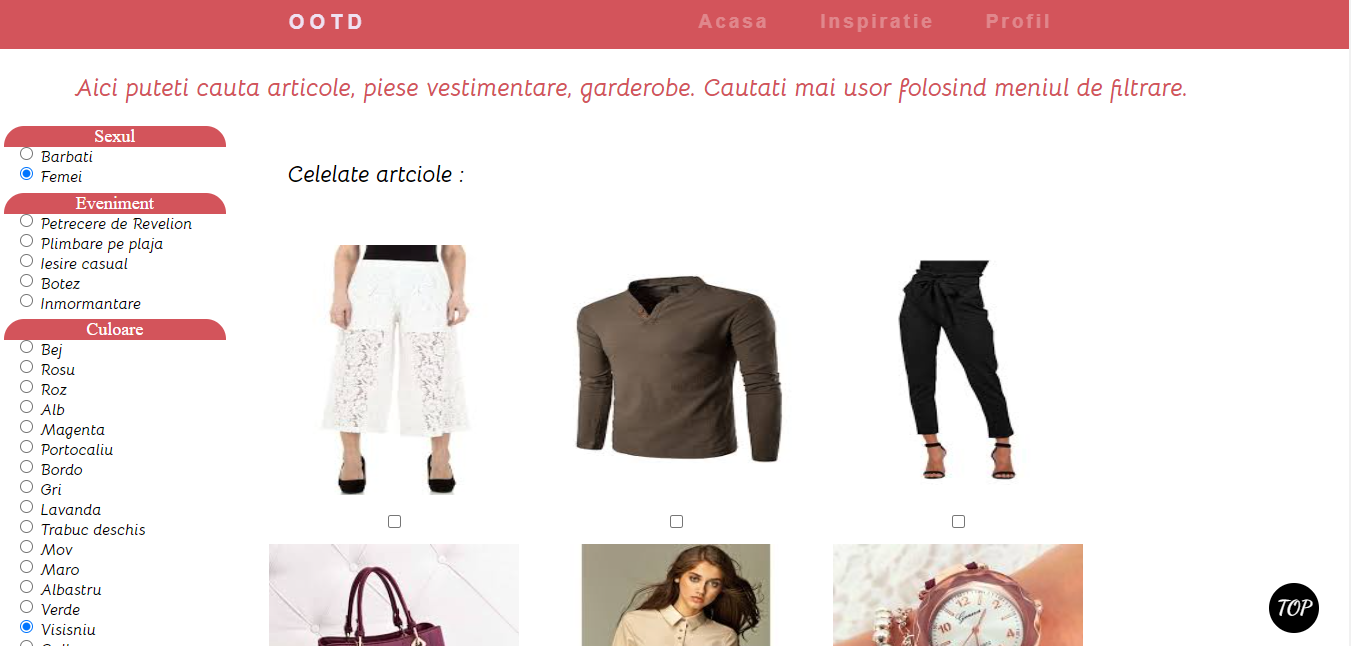 OOTD
Acasa Inspiratie Profil
Aici puteti cauta articole, piese vestimentare, garderobe. Cautati mai usor folosind meniul de filtrare.
Sexul
Barbati
Femei
Eveniment
Petrecere de Revelion
Plimbare pe plaja
Iesire casual
Botez
Inmormantare
Culoare
Bej
Rosu
Roz
Alb
Magenta
Portocaliu
Bordo
Gri
Lavanda
Trabuc deschis
Mov
Maro
Albastru
Verde
Visisniu
Celelate artciole :
12
Geneva
TOP